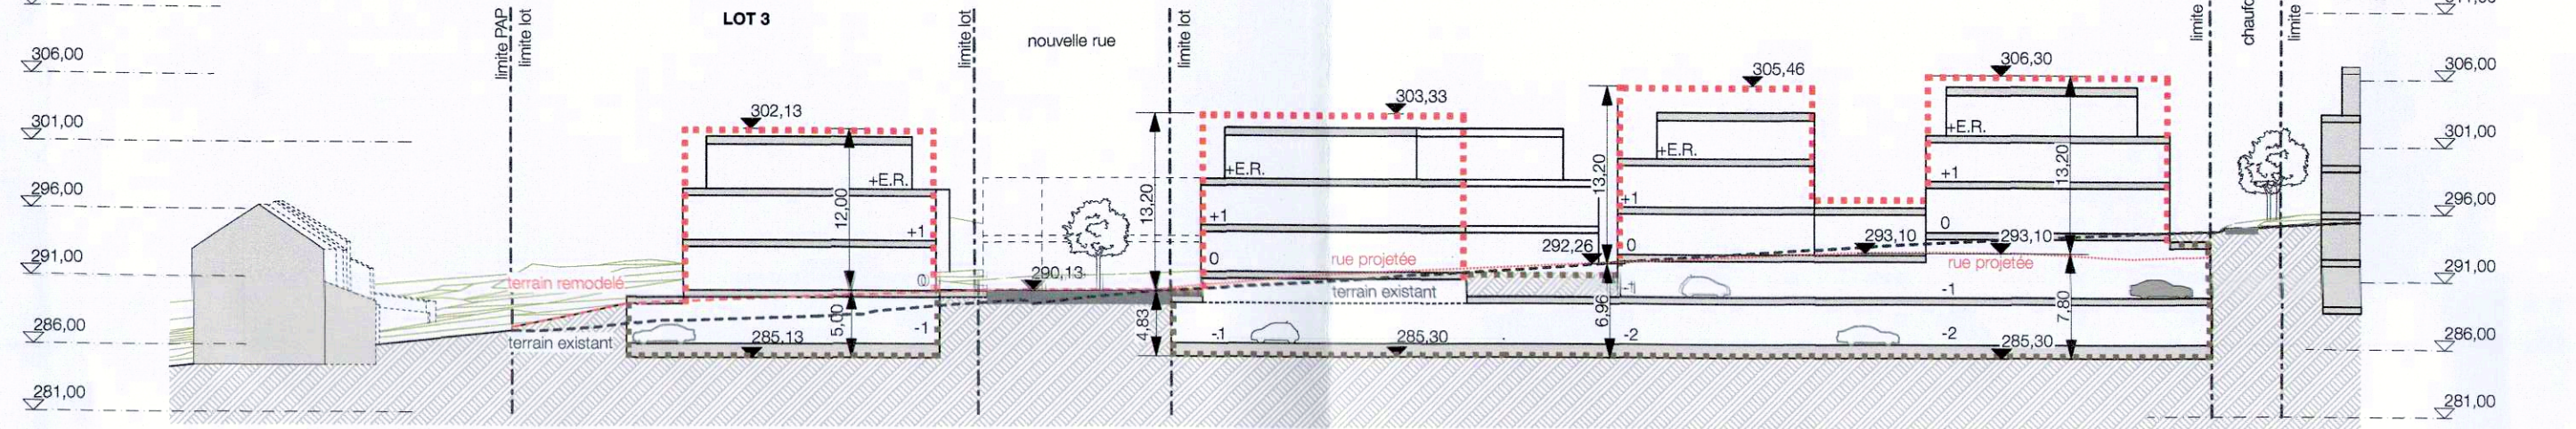 306,00
301,00
296,00
291,00
286,00
281,00
limite PAP
limite lot
LOT 3
limite lot
nouvelle rue
limite lot
302,13
+E.R.
12,00
+1
0
terrain remodelé
5,00
-1
285,13
terrain existant
290,13
13,20
4,83
303,33
+E.R.
+1
0
rue projetée
terrain existant
-1
285,30
292,26
13,20
6,96
305,46
+E.R.
+1
0
-1
-2
293,10
306,30
+E.R.
+1
0
13,20
293,10
rue projetée
-1
-2
7,80
285,30
limite
limite
306,00
301,00
296,00
291,00
286,00
281,00